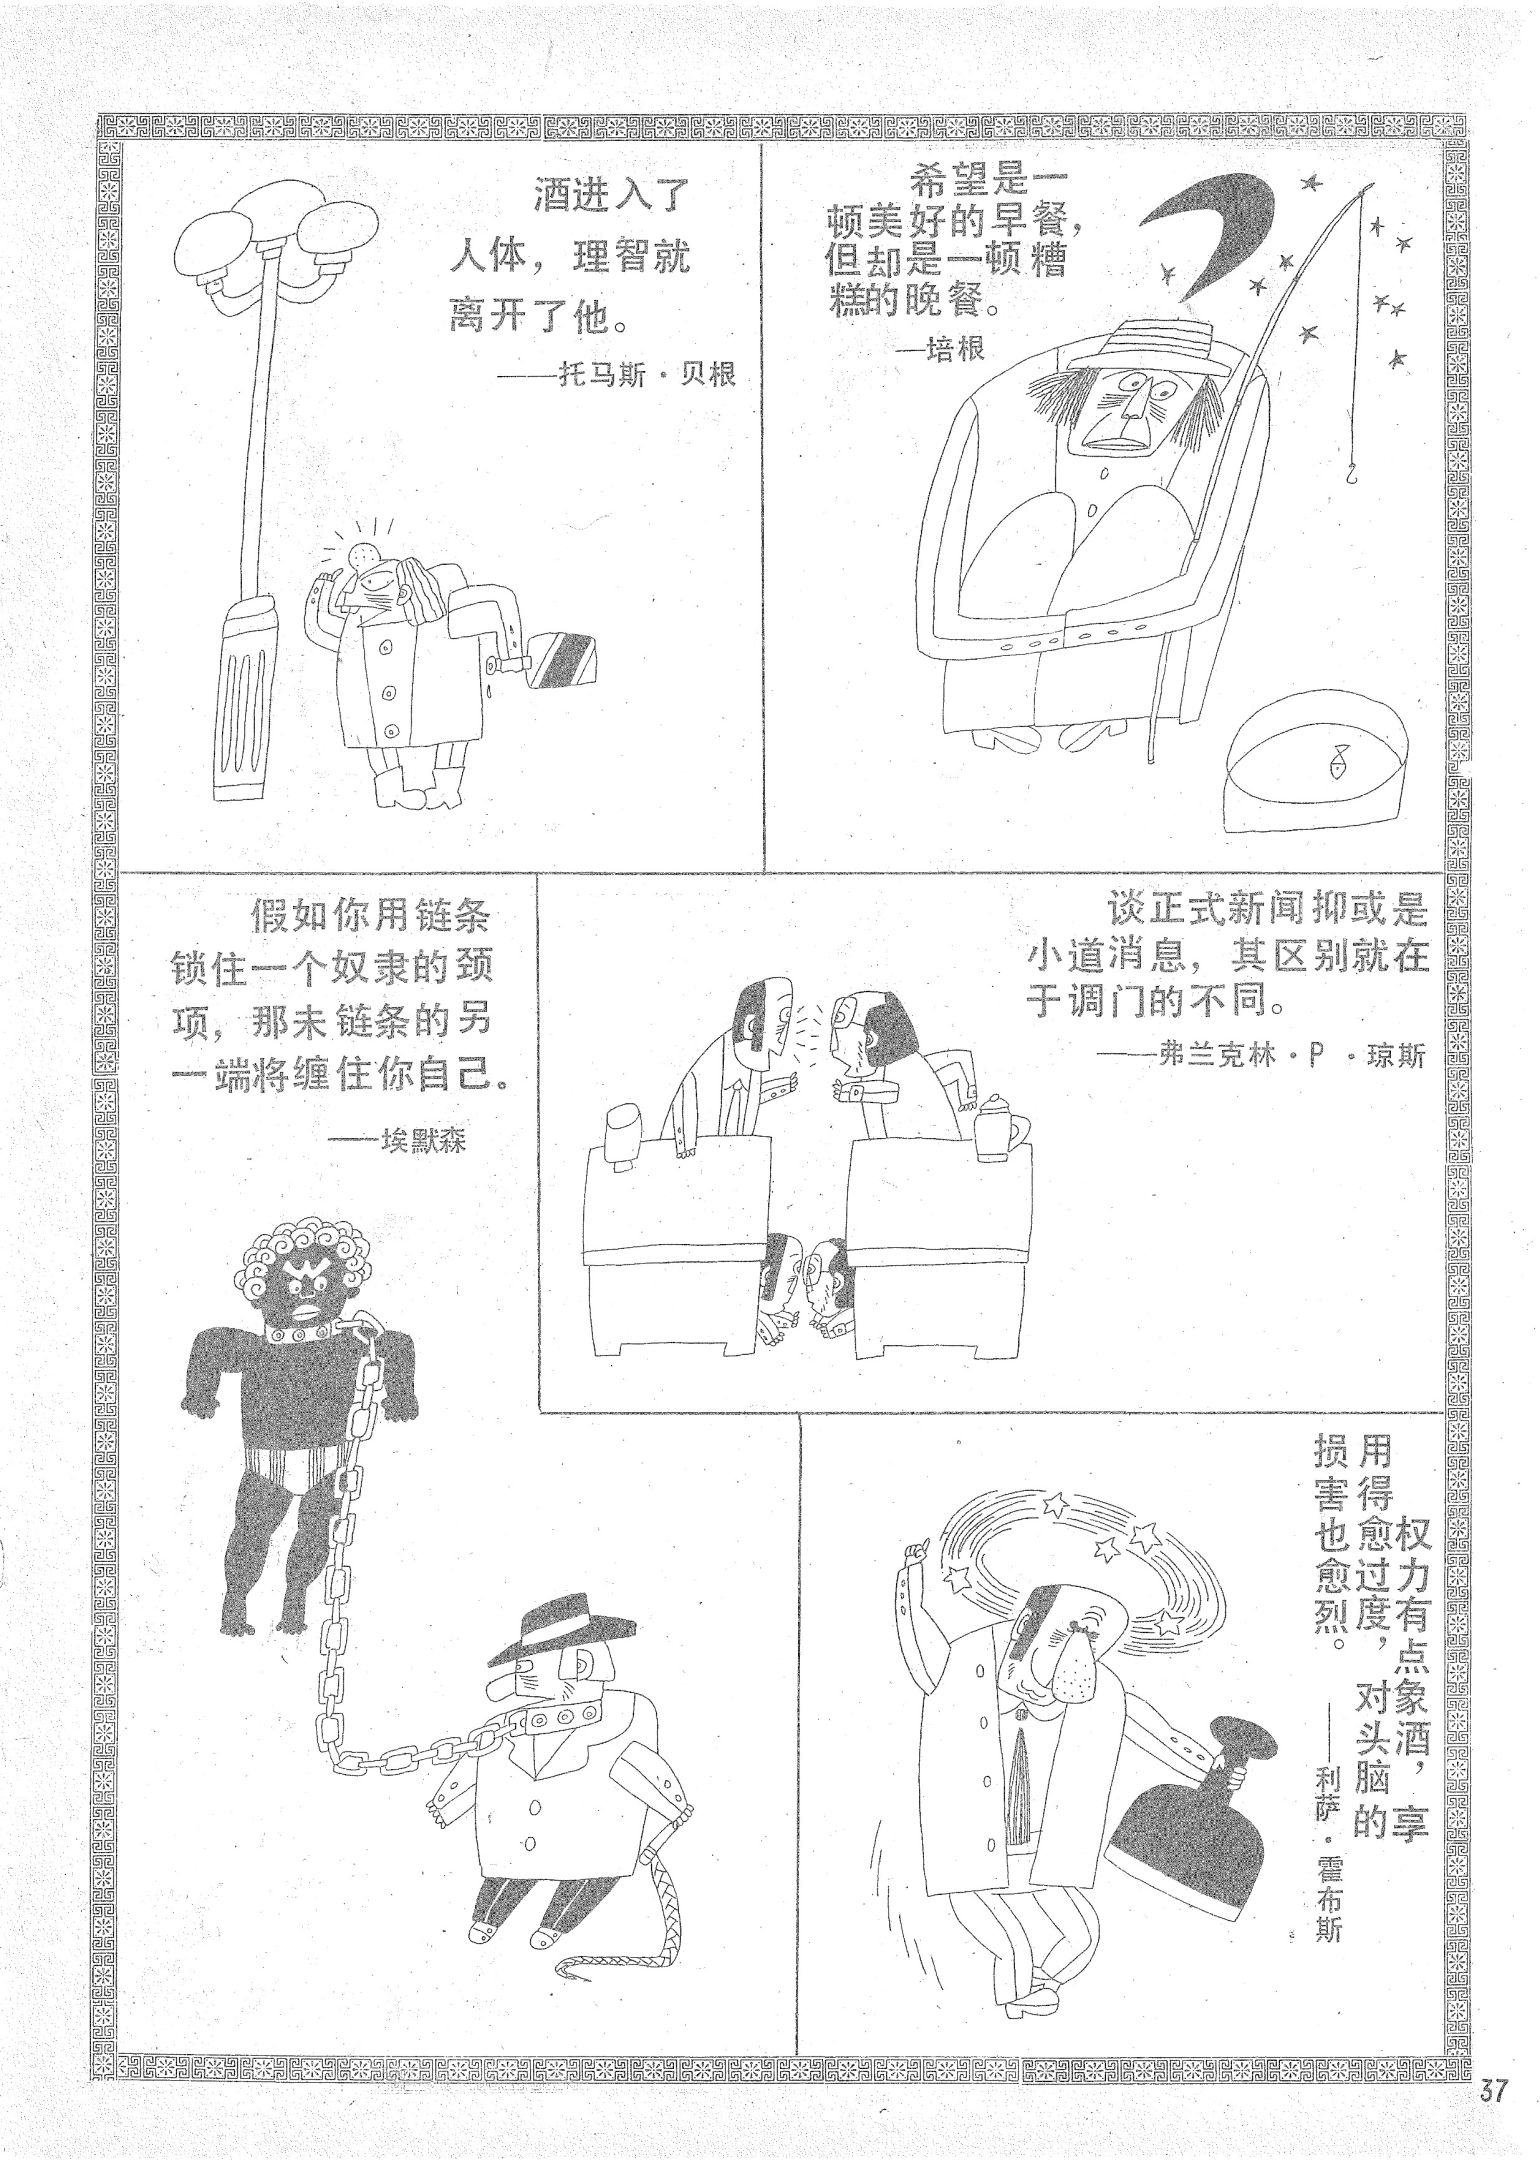 酒进入了
人体，理智就
离开了他。
——托马斯·贝根
希望是一
顿美好的早餐，
但却是一顿糟
糕的晚餐。
—培根
假如你用链条
锁住一个奴隶的颈
项，那未链条的另
一端将缠住你自己。
——埃默森
谈正式新闻抑或是
小道消息，其区别就在
于调门的不同。
——弗兰克林·P·琼斯
权力有点象酒，享
用得愈过度，对头脑的
损害也愈烈。
——利萨·霍布斯
37